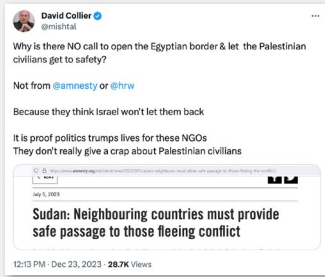 David Collier
@mishtal
Why is there NO call to open the Egyptian border & let the Palestinian
civilians get to safety?
Not from @amnesty or @hrw
Because they think Israel won't let them back
It is proof politics trumps lives for these NGOs
They don't really give a crap about Palestinian civilians
July 5, 2023
Sudan: Neighbouring countries must provide
safe passage to those fleeing conflict
12:13 PM · Dec 23, 2023 · 28.7K Views